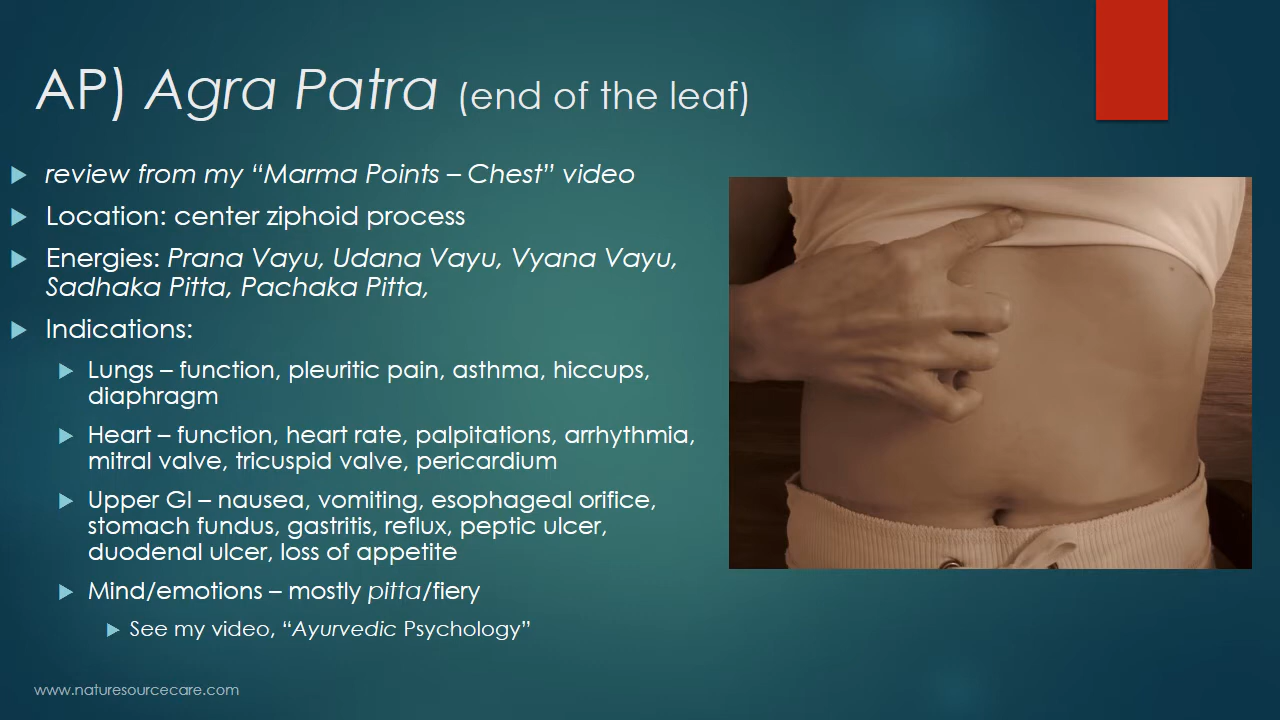 AP) Agra Patra (end of the leaf)
review from my “Marma Points – Chest” video
Location: center ziphoid process
Energies: Prana Vayu, Udana Vayu, Vyana Vayu,
Sadhaka Pitta, Pachaka Pitta,
Indications:
Lungs – function, pleuritic pain, asthma, hiccups,
diaphragm
Heart – function, heart rate, palpitations, arrhythmia,
mitral valve, tricuspid valve, pericardium
Upper GI – nausea, vomiting, esophageal orifice,
stomach fundus, gastritis, reflux, peptic ulcer,
duodenal ulcer, loss of appetite
Mind/emotions – mostly pitta/fiery
See my video, “Ayurvedic Psychology”
www.naturesourcecare.com